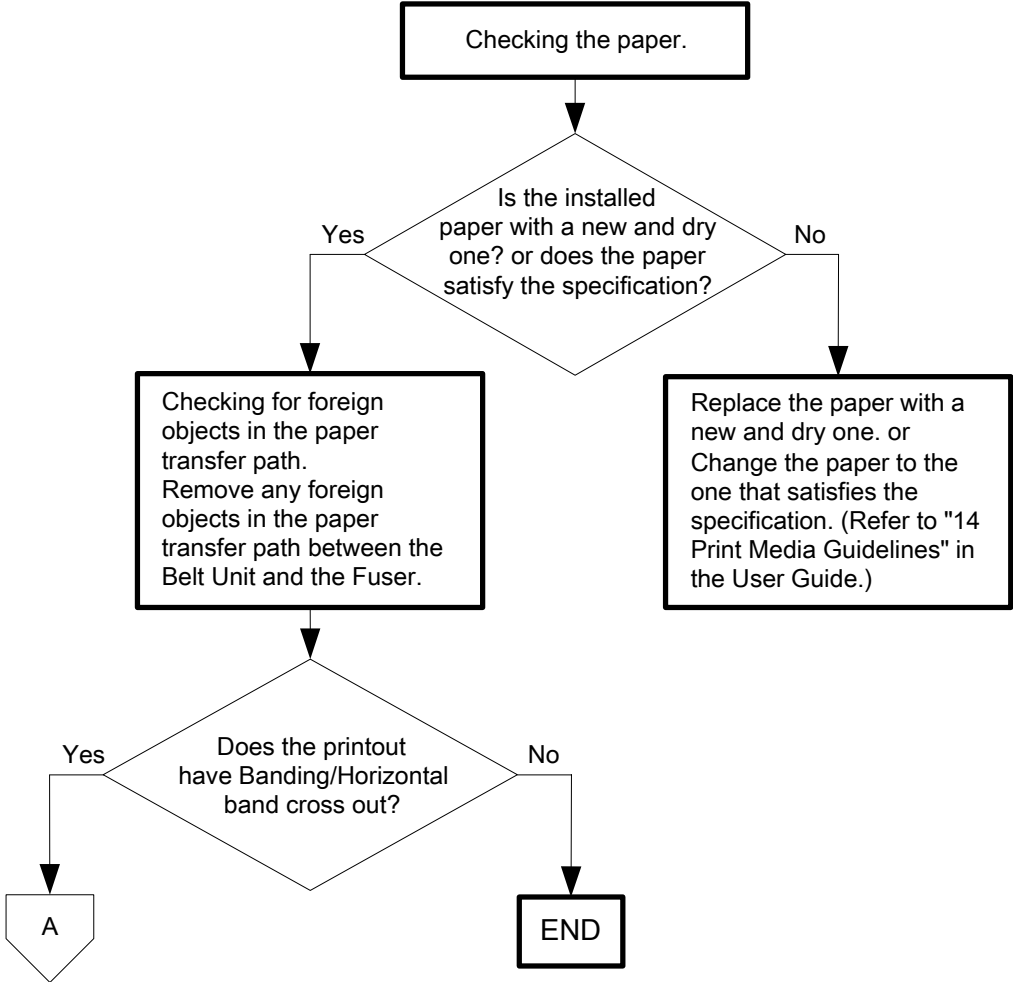 Checking the paper.
Is the installed
paper with a new and dry
one? or does the paper
satisfy the specification?
Yes
No
Checking for foreign
objects in the paper
transfer path.
Remove any foreign
objects in the paper
transfer path between the
Belt Unit and the Fuser.
Replace the paper with a
new and dry one. or
Change the paper to the
one that satisfies the
specification. (Refer to "14
Print Media Guidelines" in
the User Guide.)
Does the printout
have Banding/Horizontal
band cross out?
Yes
No
A
END